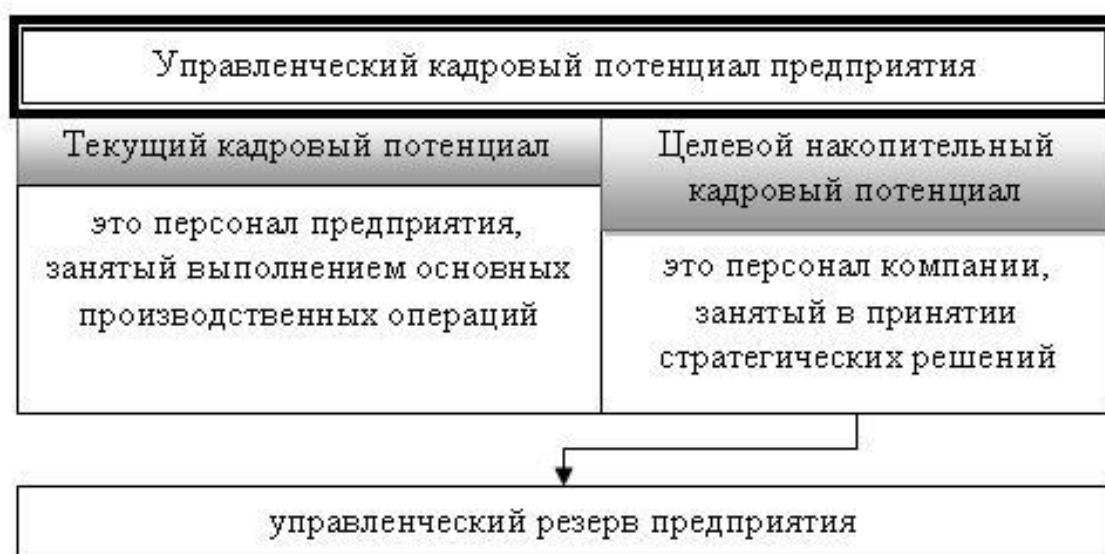 Управленческий кадровый потенциал предприятия
Текущий кадровый потенциал
это персонал предприятия,
занятый выполнением основных
производственных операций
Целевой накопительный
кадровый потенциал
это персонал компании,
занятый в принятии
стратегических решений
управленческий резерв предприятия